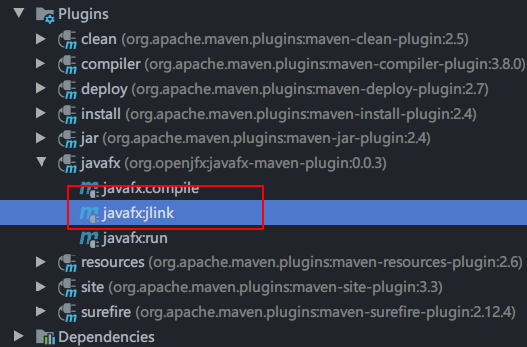 Plugins
clean (org.apache.maven.plugins:maven-clean-plugin:2.5)
compiler (org.apache.maven.plugins:maven-compiler-plugin:3.8.0)
deploy (org.apache.maven.plugins:maven-deploy-plugin:2.7)
install (org.apache.maven.plugins:maven-install-plugin:2.4)
jar (org.apache.maven.plugins:maven-jar-plugin:2.4)
javafx (org.openjfx:javafx-maven-plugin:0.0.3)
javafx:compile
javafx:jlink
javafx:run
resources (org.apache.maven.plugins:maven-resources-plugin:2.6)
site (org.apache.maven.plugins:maven-site-plugin:3.3)
surefire (org.apache.maven.plugins:maven-surefire-plugin:2.12.4)
Dependencies